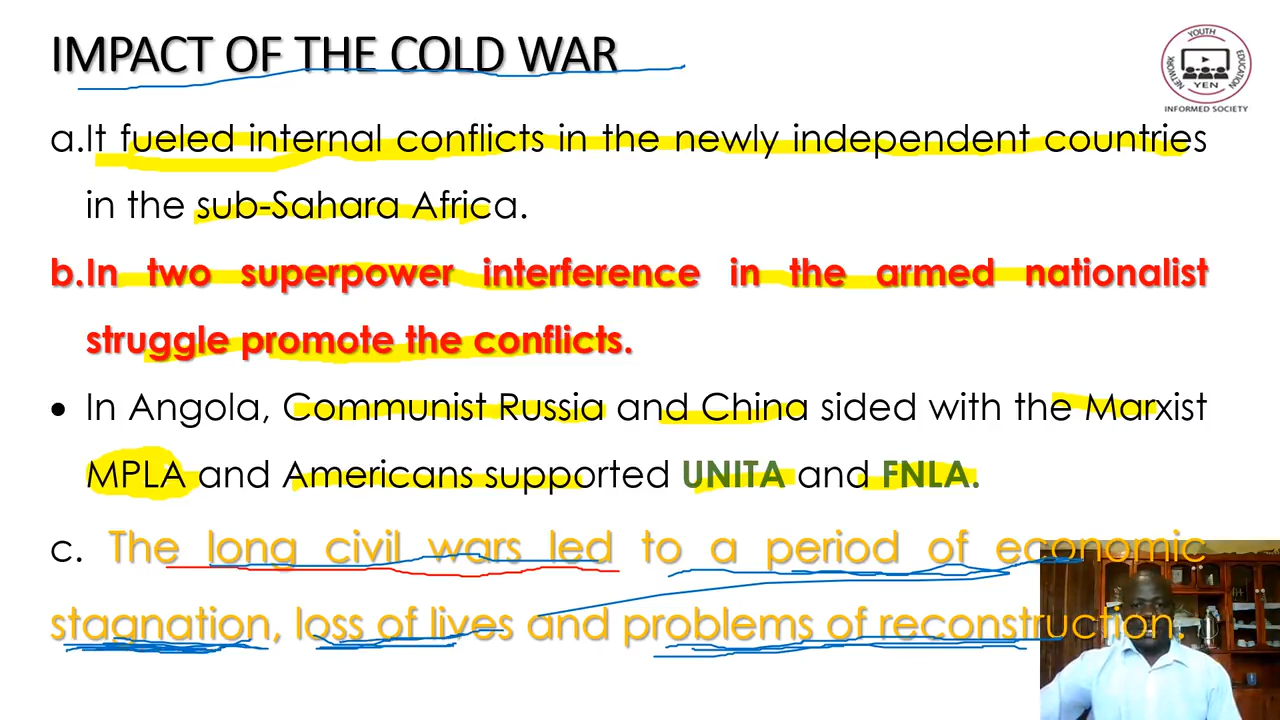 IMPACT OF THE COLD WAR
YOUTH
EDUCATION
NETWORK
YEN
INFORMED SOCIETY
a.It fueled internal conflicts in the newly independent countries
in the sub-Sahara Africa.
b.In two superpower interference in the armed nationalist
struggle promote the conflicts.
• In Angola, Communist Russia and China sided with the Marxist
MPLA and Americans supported UNITA and FNLA.
c. The long civil wars led to a period of economic
stagnation, loss of lives and problems of reconstruction.